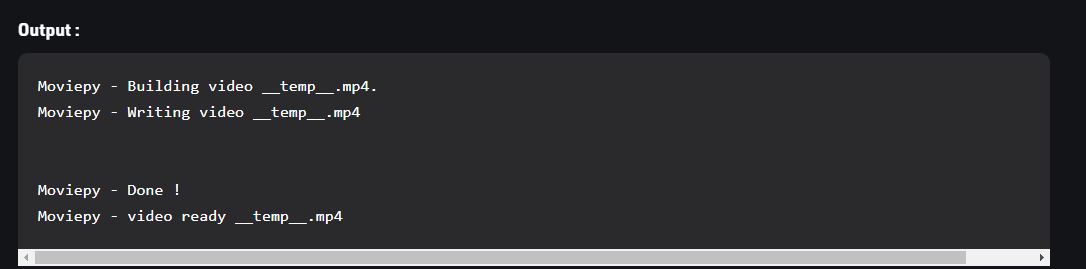 Output :
Moviepy - Building video __temp__.mp4.
Moviepy - Writing video __temp__.mp4
Moviepy - Done !
Moviepy - video ready __temp__.mp4